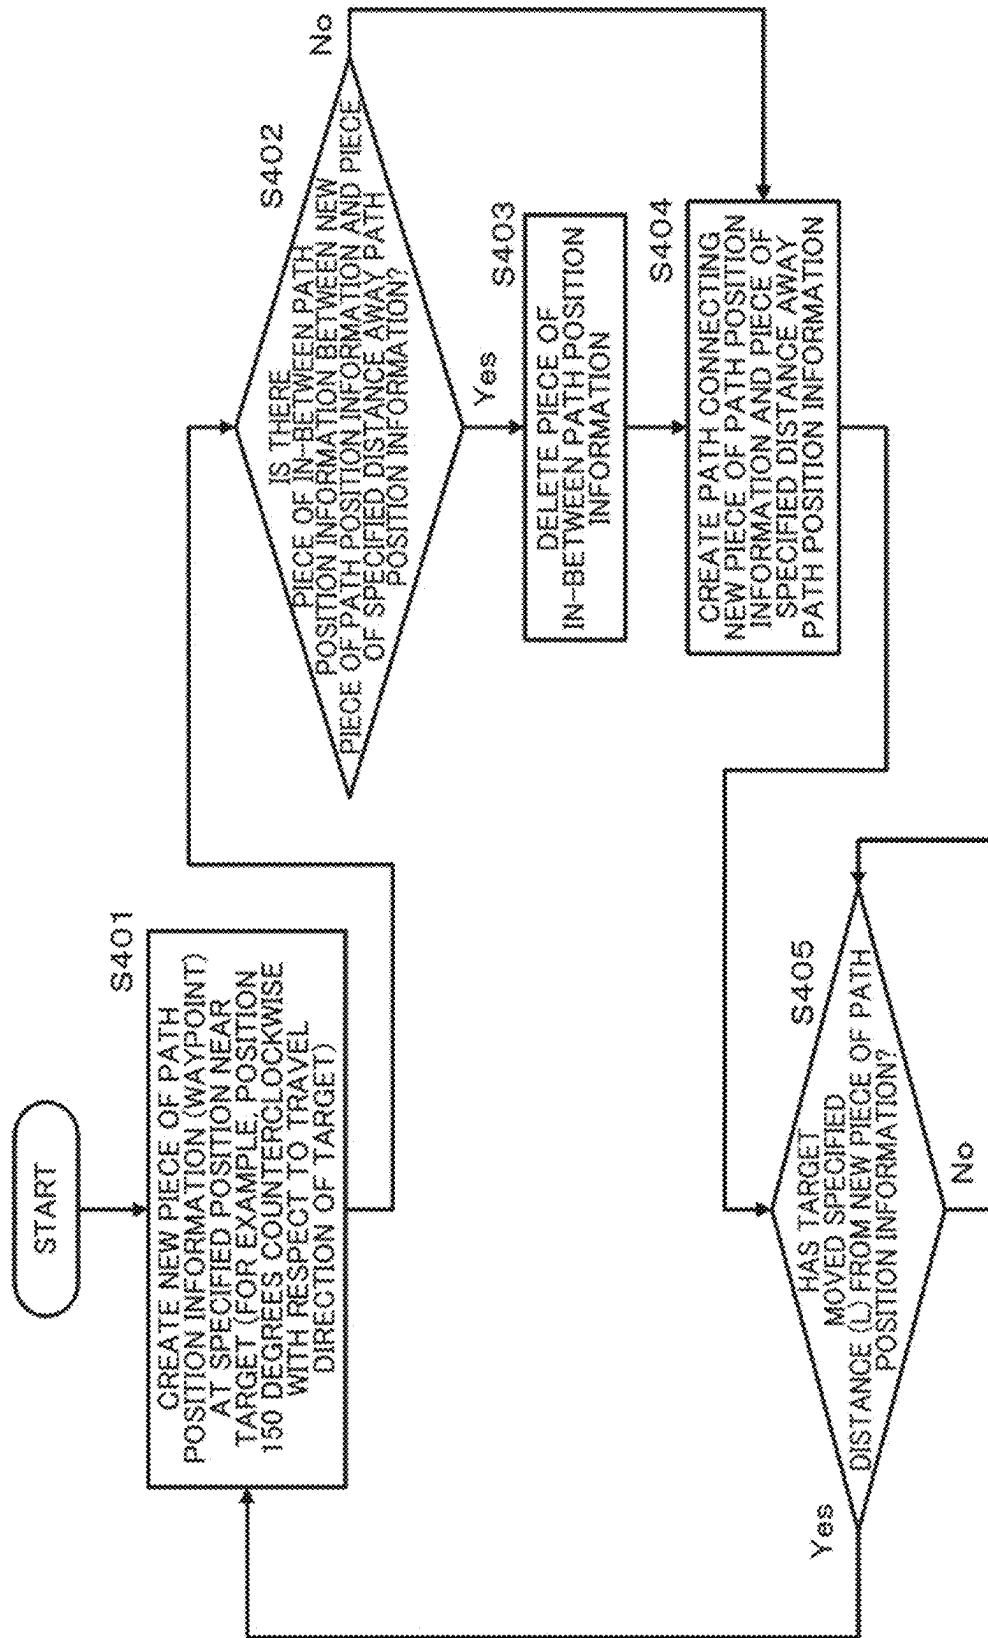 START
S401
CREATE NEW PIECE OF PATH
POSITION INFORMATION (WAYPOINT)
AT SPECIFIED POSITION NEAR
TARGET (FOR EXAMPLE, POSITION
150 DEGREES COUNTERCLOCKWISE
WITH RESPECT TO TRAVEL
DIRECTION OF TARGET)
S402
IS THERE
PIECE OF IN-BETWEEN PATH
POSITION INFORMATION BETWEEN NEW
PIECE OF PATH POSITION INFORMATION AND PIECE
OF SPECIFIED DISTANCE AWAY PATH
POSITION INFORMATION?
No
Yes
S403
DELETE PIECE OF
IN-BETWEEN PATH POSITION
INFORMATION
S404
CREATE PATH CONNECTING
NEW PIECE OF PATH POSITION
INFORMATION AND PIECE OF
SPECIFIED DISTANCE AWAY
PATH POSITION INFORMATION
S405
HAS TARGET
MOVED SPECIFIED
DISTANCE (L) FROM NEW PIECE OF PATH
POSITION INFORMATION?
Yes
No